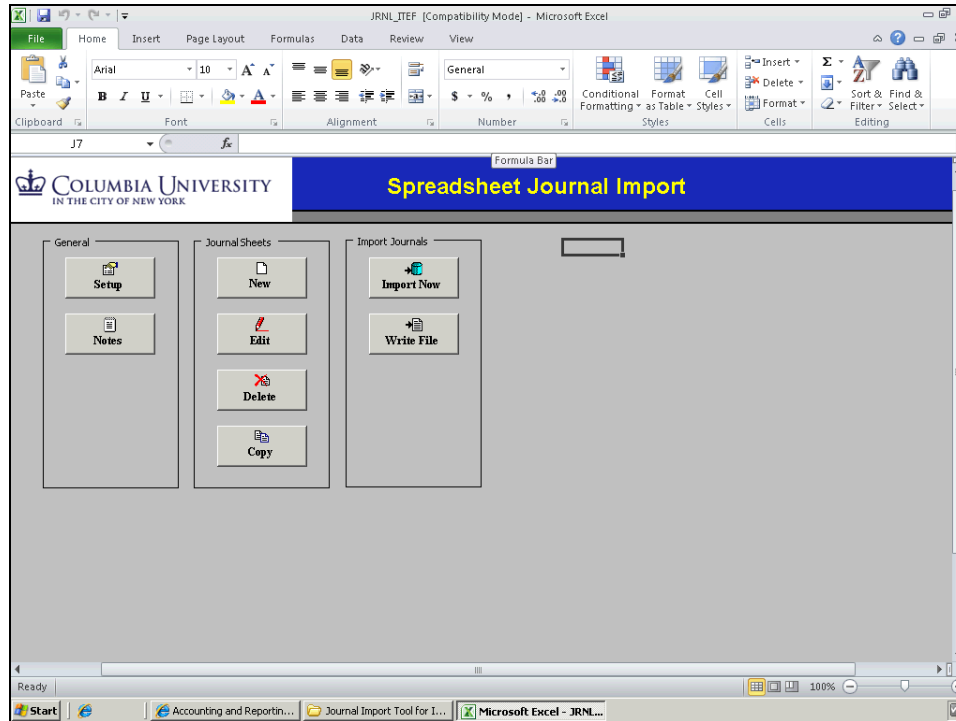 JRNL_ITEF [Compatibility Mode] - Microsoft Excel
File Home Insert Page Layout Formulas Data Review View
Arial 10 A A General Insert Σ
Paste Delete
B I U A $ % , .0 .00 .00 .0 Conditional Format Cell Format Sort & Find &
Formatting as Table Styles Filter Select
Clipboard Font Alignment Number Styles Cells Editing
J7 fx
Formula Bar
COLUMBIA UNIVERSITY
IN THE CITY OF NEW YORK
Spreadsheet Journal Import
General Journal Sheets Import Journals
Setup New Import Now
Notes Edit Write File
Delete
Copy
Ready 100%
Start Accounting and Reportin... Journal Import Tool for I... Microsoft Excel - JRNL...